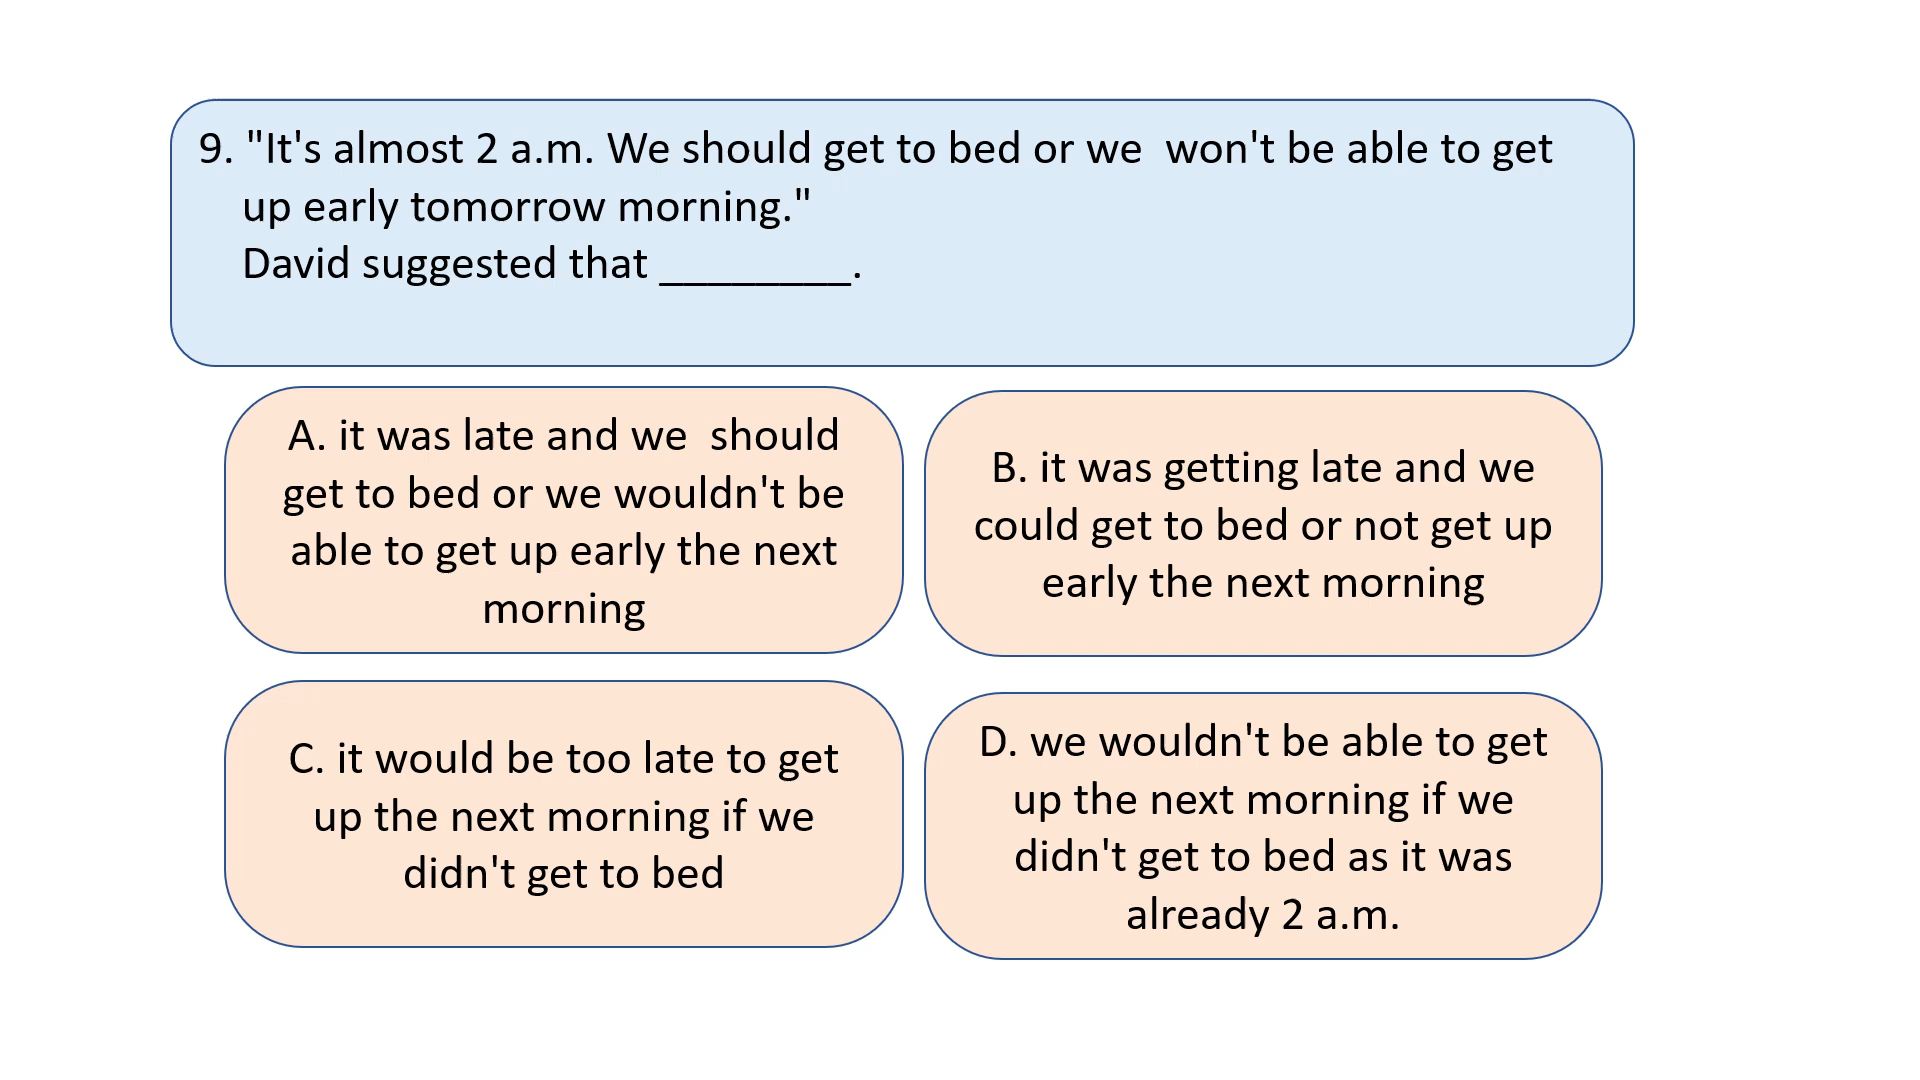 9. "It's almost 2 a.m. We should get to bed or we  won't be able to get
up early tomorrow morning."
David suggested that ________.
A. it was late and we  should
get to bed or we wouldn't be
able to get up early the next
morning
B. it was getting late and we
could get to bed or not get up
early the next morning
C. it would be too late to get
up the next morning if we
didn't get to bed
D. we wouldn't be able to get
up the next morning if we
didn't get to bed as it was
already 2 a.m.